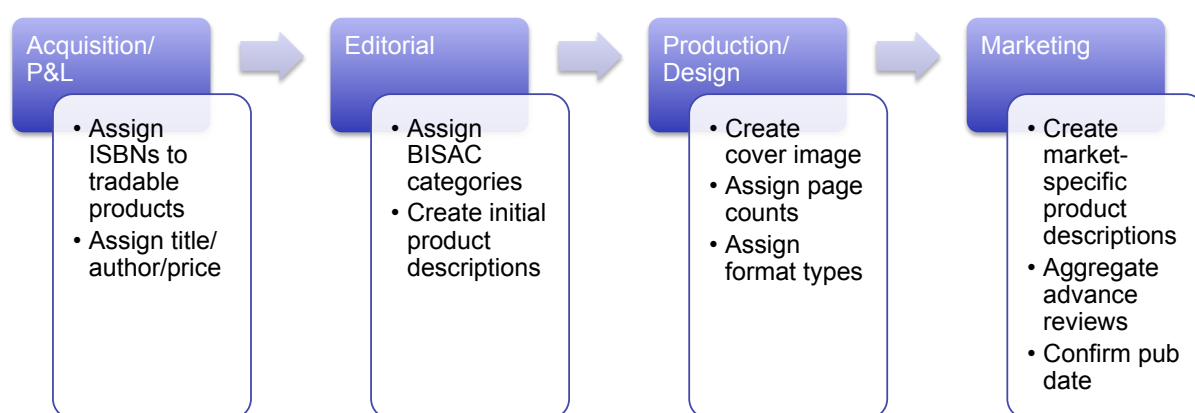 Acquisition/
P&L
• Assign
ISBNs to
tradable
products
• Assign title/
author/price
Editorial
• Assign
BISAC
categories
• Create initial
product
descriptions
Production/
Design
• Create
cover image
• Assign page
counts
• Assign
format types
Marketing
• Create
market-
specific
product
descriptions
• Aggregate
advance
reviews
• Confirm pub
date